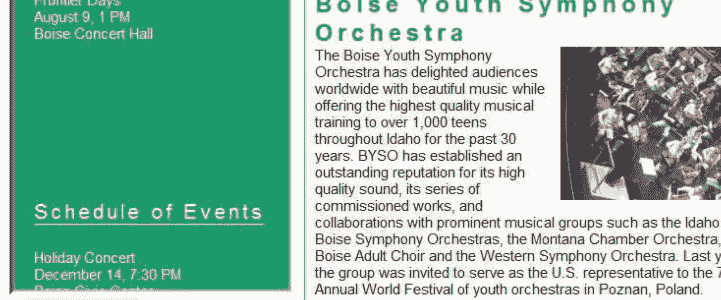 Frontier Days
August 9, 1 PM
Boise Concert Hall
Schedule of Events
Holiday Concert
December 14, 7:30 PM
Boise Youth Symphony
Orchestra
The Boise Youth Symphony
Orchestra has delighted audiences
worldwide with beautiful music while
offering the highest quality musical
training to over 1,000 teens
throughout Idaho for the past 30
years. BYSO has established an
outstanding reputation for its high
quality sound, its series of
commissioned works, and
collaborations with prominent musical groups such as the Idaho
Boise Symphony Orchestras, the Montana Chamber Orchestra,
Boise Adult Choir and the Western Symphony Orchestra. Last
the group was invited to serve as the U.S. representative to the
Annual World Festival of youth orchestras in Poznan, Poland.